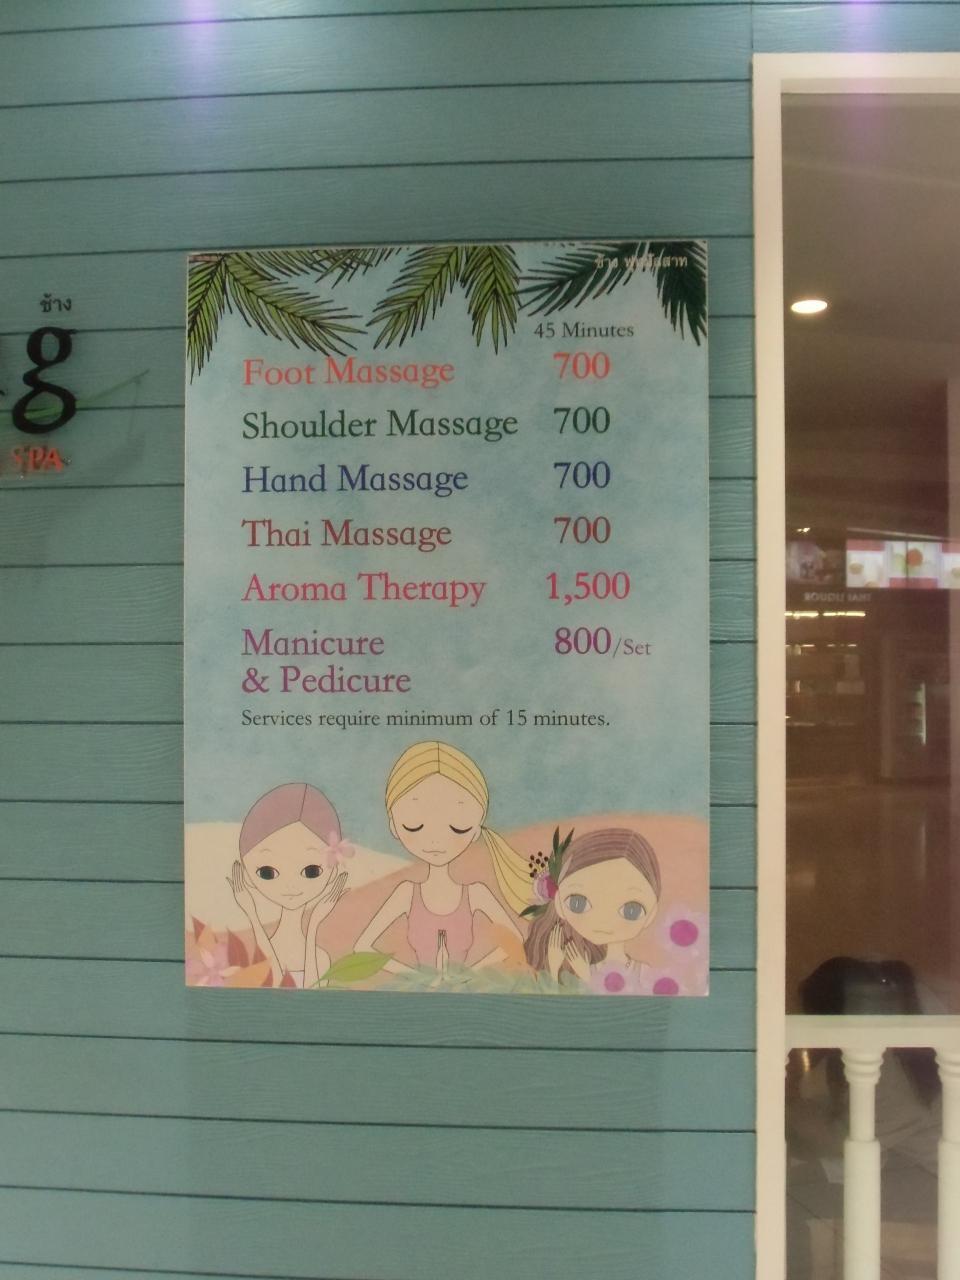 ช้าง
g
SPA
45 Minutes
Foot Massage 700
Shoulder Massage 700
Hand Massage 700
Thai Massage 700
Aroma Therapy 1,500
Manicure 800/Set
& Pedicure
Services require minimum of 15 minutes.